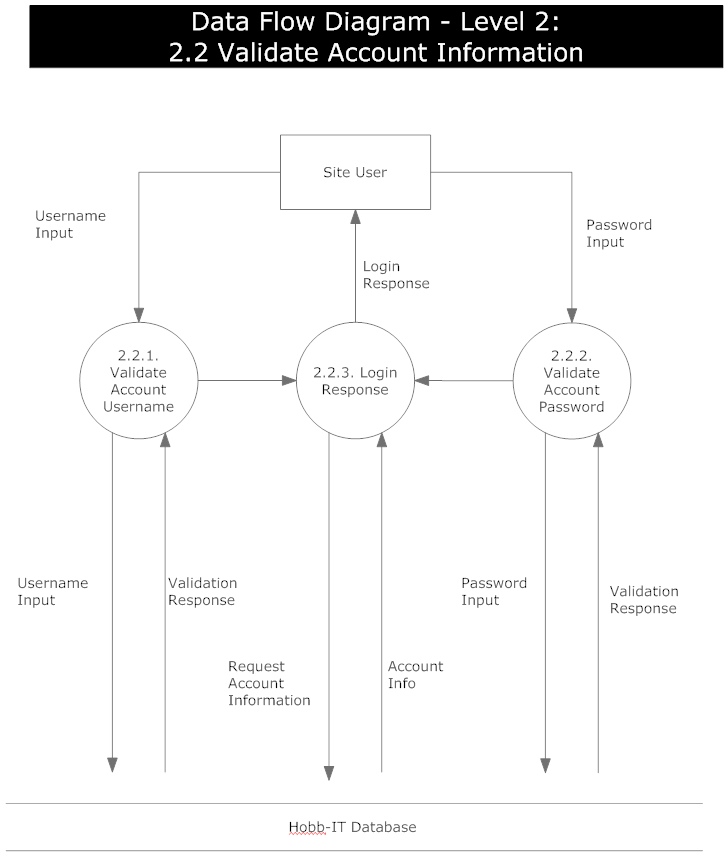 Data Flow Diagram - Level 2:
2.2 Validate Account Information
Site User
Username
Input
Password
Input
Login
Response
2.2.1.
Validate
Account
Username
2.2.3. Login
Response
2.2.2.
Validate
Account
Password
Username
Input
Validation
Response
Password
Input
Validation
Response
Request
Account
Information
Account
Info
Hobb-IT Database